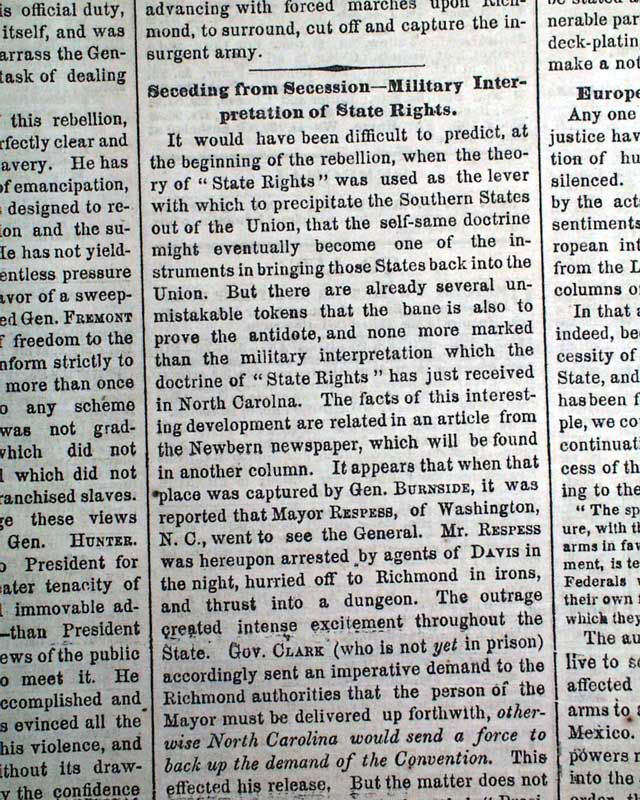 is official duty,
itself, and was
arrass the Gen-
task of dealing
this rebellion,
rfectly clear and
avery. He has
of emancipation,
designed to re-
ion and the su-
He has not yield-
entless pressure
avor of a sweep-
ed Gen. FREMONT
f freedom to the
nform strictly to
more than once
o any scheme
was not grad-
which did not
l which did not
ranchised slaves.
ge these views
Gen. HUNTER.
o President for
eater tenacity of
l immovable ad-
—than President
ews of the public
o meet it. He
accomplished and
s evinced all the
his violence, and
ithout its draw-
y the confidence
advancing with forced marches upon Rich-
mond, to surround, cut off and capture the in-
surgent army.
Seceding from Secession—Military Inter-
pretation of State Rights.
It would have been difficult to predict, at
the beginning of the rebellion, when the theo-
ry of “State Rights” was used as the lever
with which to precipitate the Southern States
out of the Union, that the self-same doctrine
might eventually become one of the in-
struments in bringing those States back into the
Union. But there are already several un-
mistakable tokens that the bane is also to
prove the antidote, and none more marked
than the military interpretation which the
doctrine of “State Rights” has just received
in North Carolna. The facts of this interest-
ing development are related in an article from
the Newbern newspaper, which will be found
in another column. It appears that when that
place was captured by Gen. BURNSIDE, it was
reported that Mayor RESPESS, of Washington,
N. C., went to see the General. Mr. RESPESS
was hereupon arrested by agents of DAVIS in
the night, hurried off to Richmond in irons,
and thrust into a dungeon. The outrage
created intense excitement throughout the
State. Gov. CLARK (who is not yet in prison)
accordingly sent an imperative demand to the
Richmond authorities that the person of the
Mayor must be delivered up forthwith, other-
wise North Carolina would send a force to
back up the demand of the Convention. This
effected his release. But the matter does not
nerable par
deck-platin
make a not
Europe
Any one
justice hav
tion of hu
silenced.
by the acts
sentiments
ropean int
from the L
columns o
In that a
indeed, bec
cessity of
State, and
has been f
ple, we co
continuati
cess of th
ing to the
“The sp
ure, with th
arms in fav
ment, is te
Federals
their own
which they
The au
live to s
affected
arms to a
Mexico.
powers n
into the